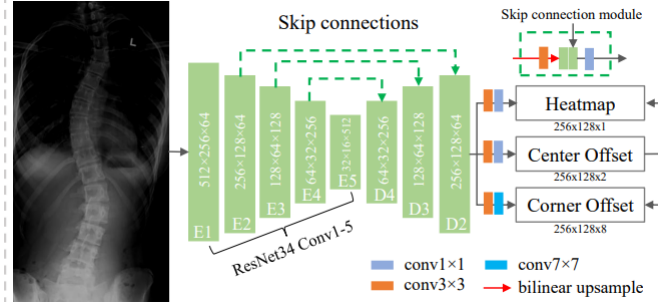 Skip connections
Skip connection module
L
512×256×64
E1
256×128×64
E2
128×64×128
E3
64×32×256
E4
32×16×512
E5
64×32×256
D4
128×64×128
D3
256×128×64
D2
ResNet34 Conv1-5
Heatmap
256x128x1
Center Offset
256x128x2
Corner Offset
256x128x8
conv1×1
conv7×7
conv3×3
bilinear upsample